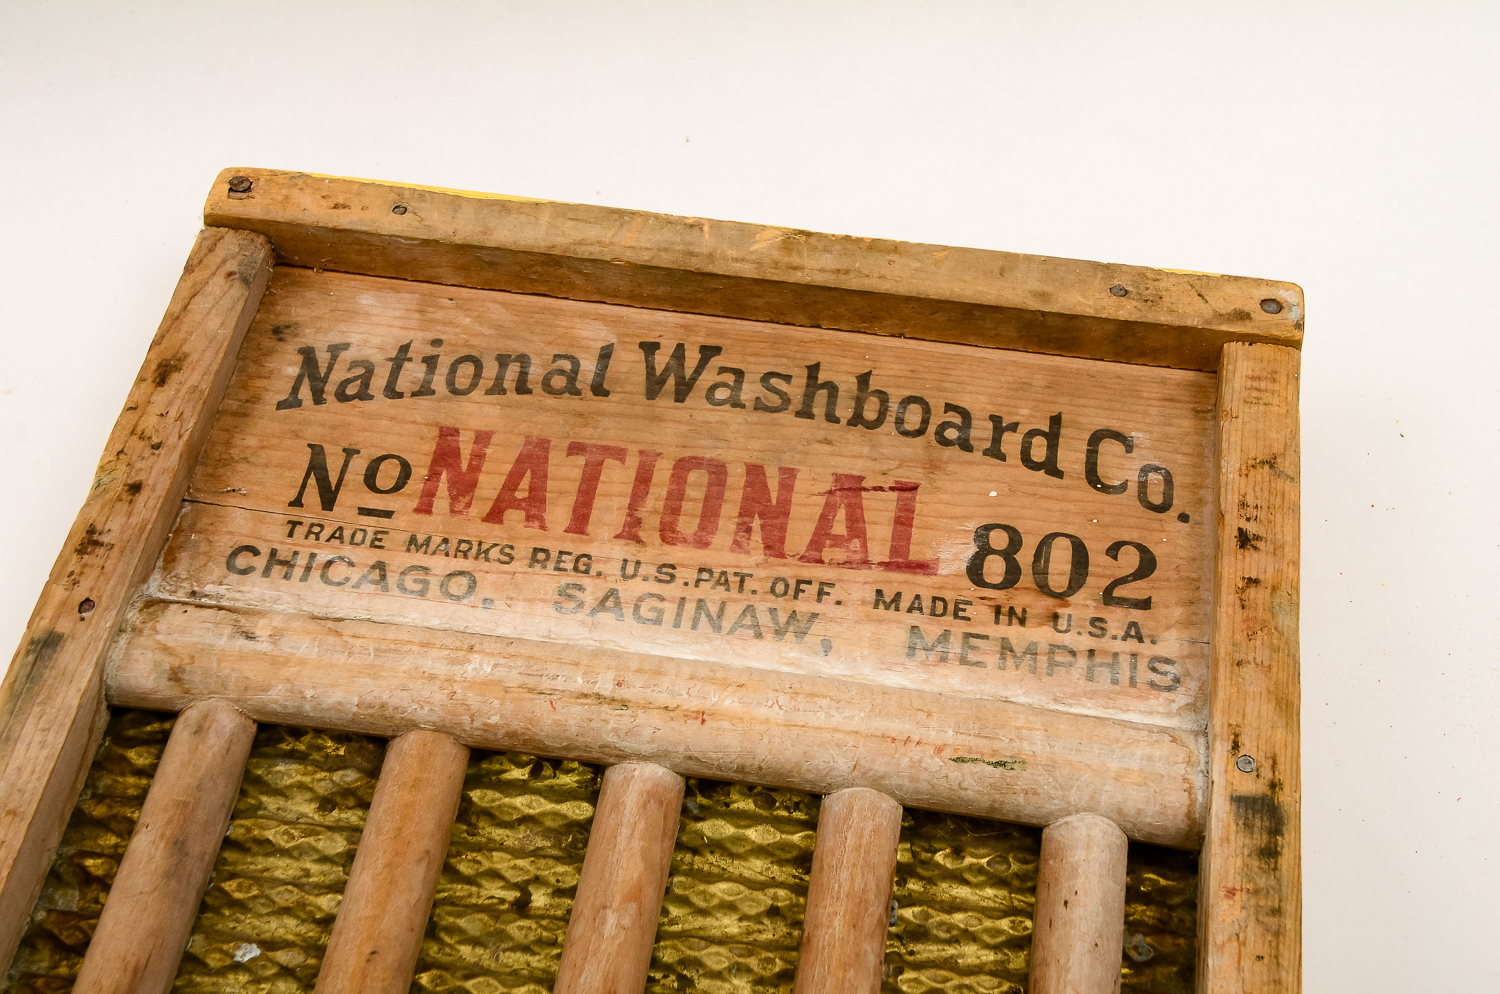 National Washboard Co.
No NATIONAL 802
TRADE MARKS REG. U.S. PAT. OFF. MADE IN U.S.A.
CHICAGO, SAGINAW, MEMPHIS